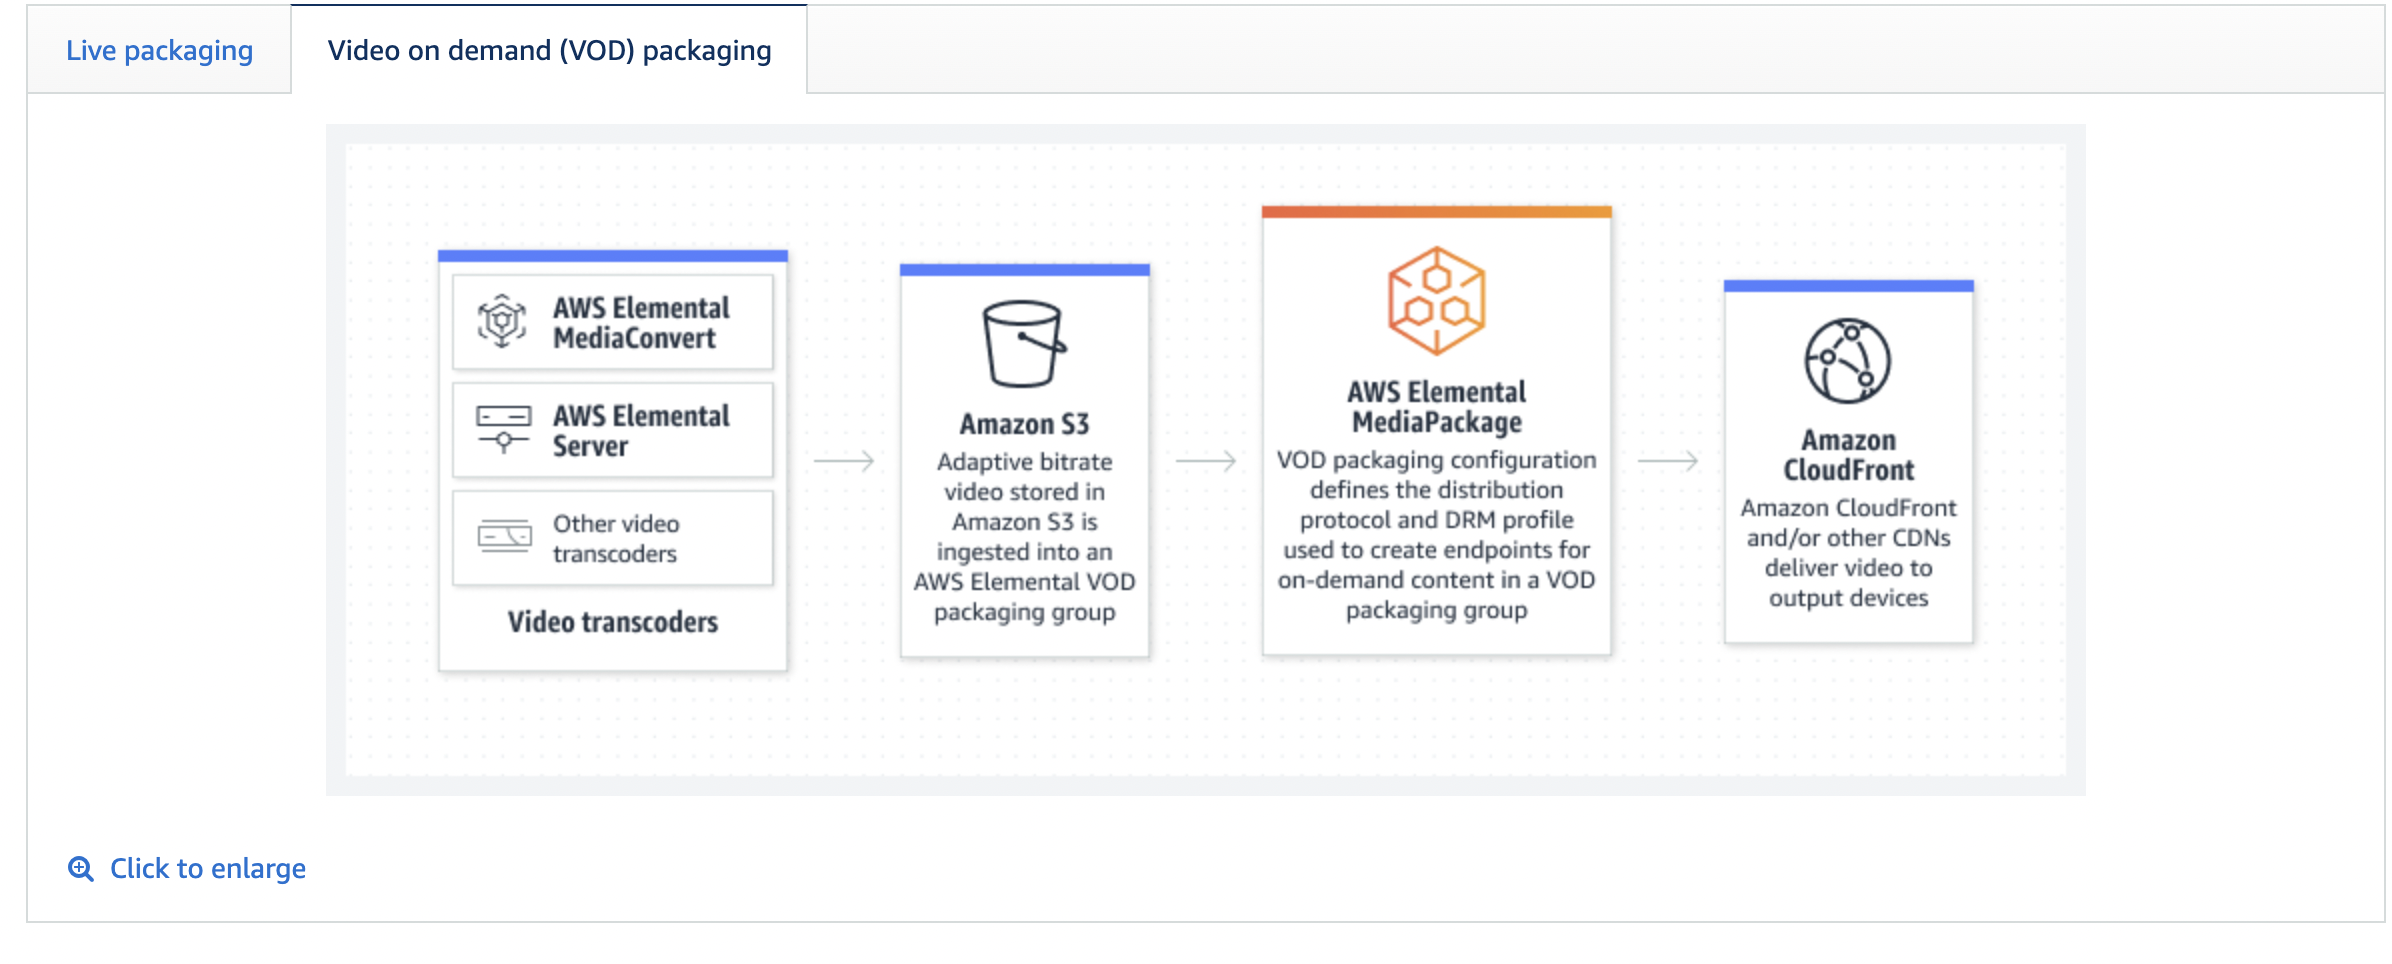 Live packaging
Video on demand (VOD) packaging
AWS Elemental
MediaConvert
AWS Elemental
Server
Other video
transcoders
Video transcoders
Amazon S3
Adaptive bitrate
video stored in
Amazon S3 is
ingested into an
AWS Elemental VOD
packaging group
AWS Elemental
MediaPackage
VOD packaging configuration
defines the distribution
protocol and DRM profile
used to create endpoints for
on-demand content in a VOD
packaging group
Amazon
CloudFront
Amazon CloudFront
and/or other CDNs
deliver video to
output devices
Click to enlarge